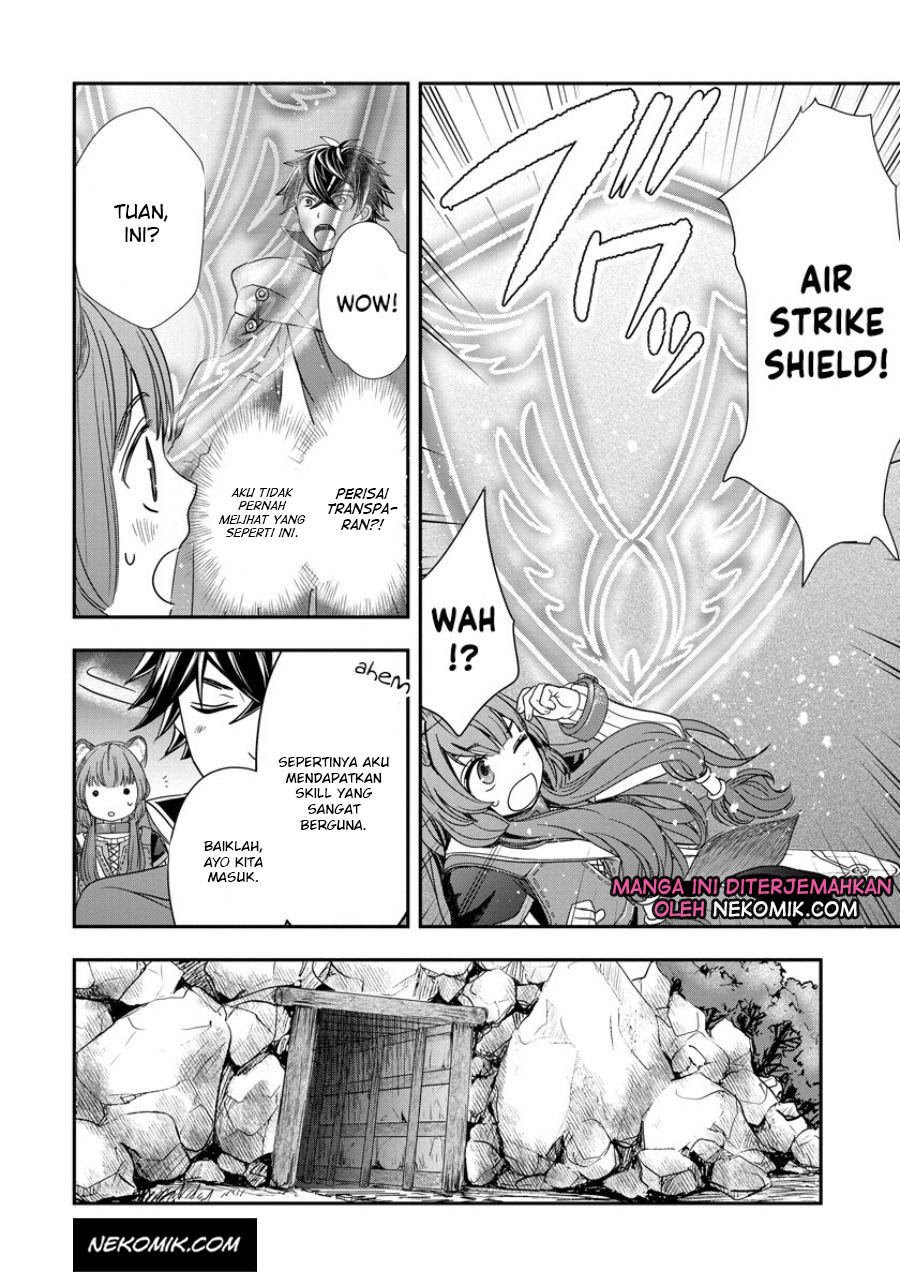 AIR
STRIKE
SHIELD!
ブワッ
WAH
!?
MANGA INI DITERJEMAHKAN
OLEH NEKOMIK.COM
WOW!
TUAN,
INI?
PERISAI
TRANSPA-
RAN?!
AKU TIDAK
PERNAH
MELIHAT YANG
SEPERTI INI.
ahem
SEPERTINYA AKU
MENDAPATKAN
SKILL YANG
SANGAT
BERGUNA.
BAIKLAH,
AYO KITA
MASUK.
NEKOMIK.COM